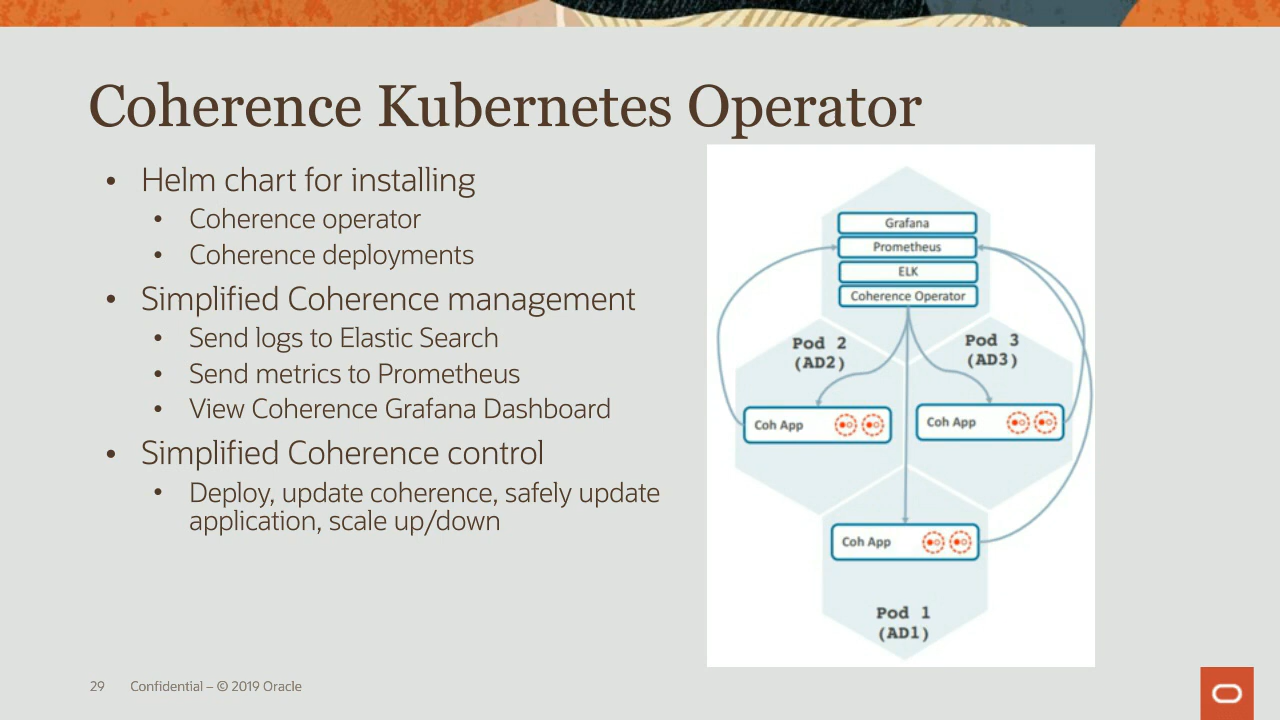 Coherence Kubernetes Operator
• Helm chart for installing
• Coherence operator
• Coherence deployments
• Simplified Coherence management
• Send logs to Elastic Search
• Send metrics to Prometheus
• View Coherence Grafana Dashboard
• Simplified Coherence control
• Deploy, update coherence, safely update
application, scale up/down
Grafana
Prometheus
ELK
Coherence Operator
Pod 2
(AD2)
Pod 3
(AD3)
Coh App
Coh App
Coh App
Pod 1
(AD1)
29 Confidential – © 2019 Oracle